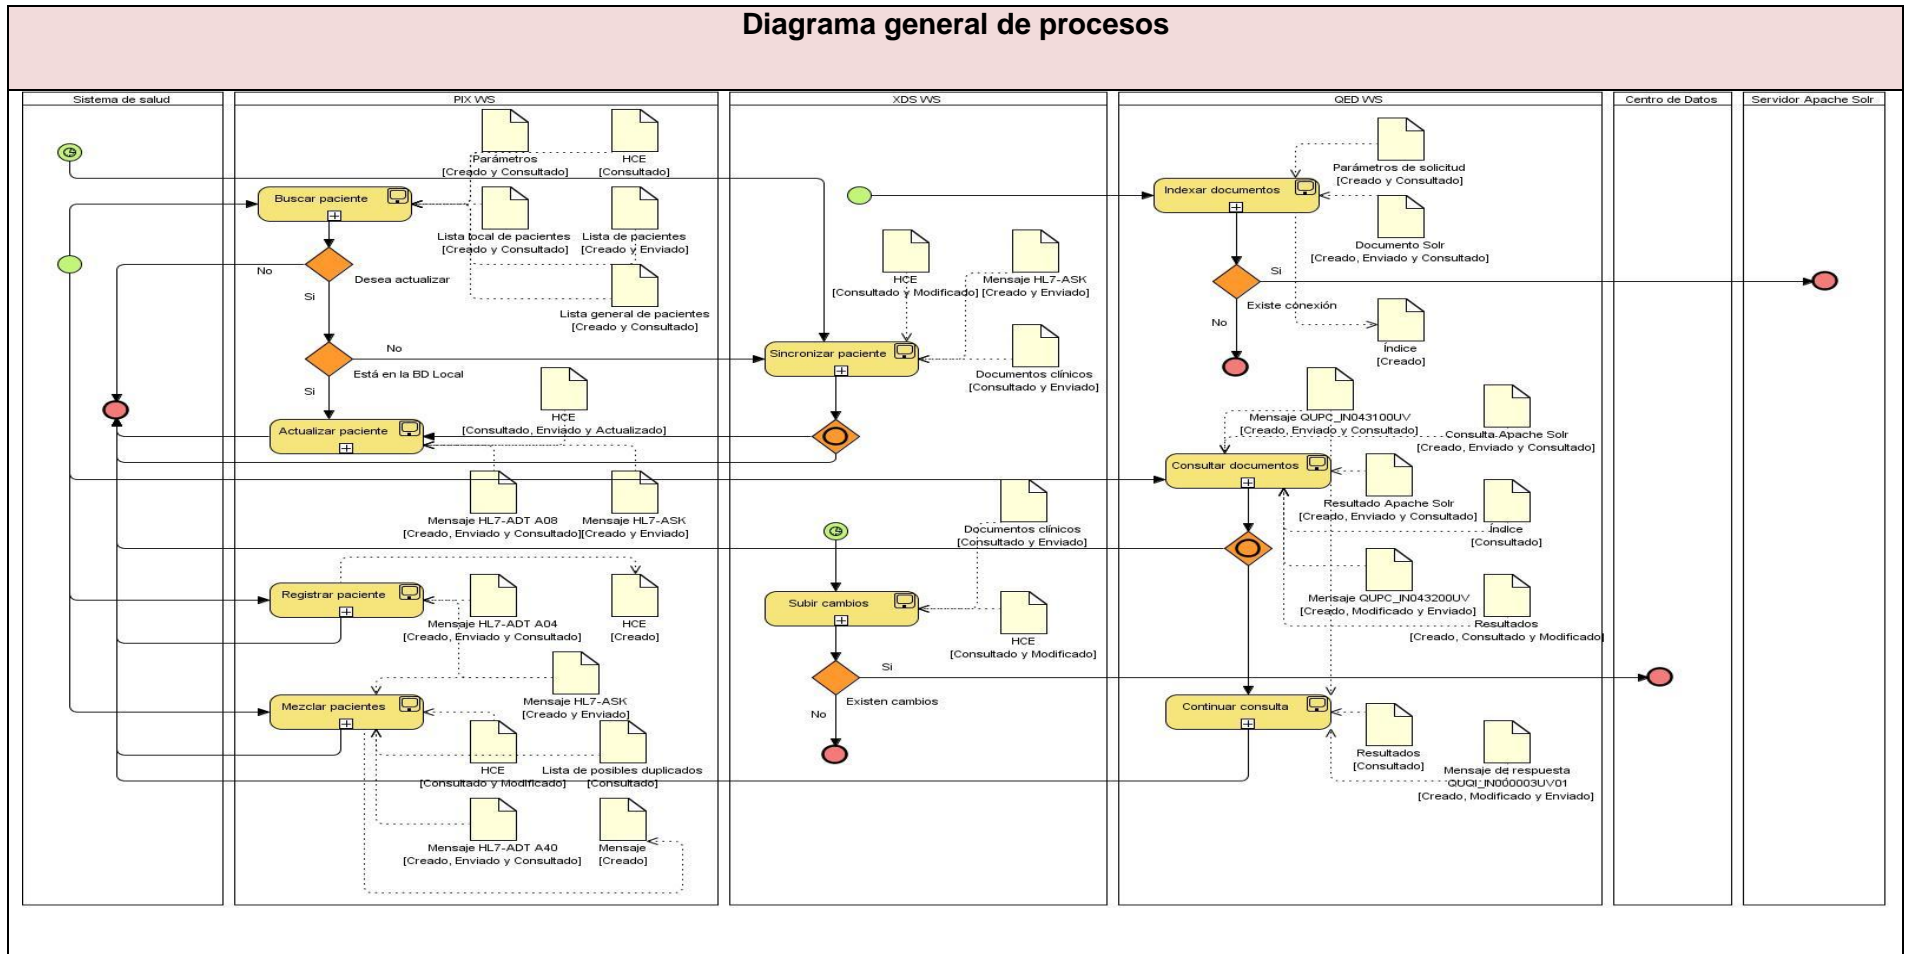 Diagrama general de procesos
Sistema de salud
PIX WS
XDS WS
QED WS
Centro de Datos
Servidor Apache Solr
Parámetros
[Creado y Consultado]
HCE
[Consultado]
Buscar paciente
Lista local de pacientes
[Creado y Consultado]
Lista de pacientes
[Creado y Enviado]
No
Desea actualizar
Si
Lista general de pacientes
[Creado y Consultado]
No
Está en la BD Local
Si
HCE
[Consultado, Enviado y Actualizado]
Actualizar paciente
Mensaje HL7-ADT A08
[Creado, Enviado y Consultado]
Mensaje HL7-ASK
[Creado y Enviado]
Registrar paciente
Mensaje HL7-ADT A04
[Creado, Enviado y Consultado]
HCE
[Creado]
Mensaje HL7-ASK
[Creado y Enviado]
Mezclar pacientes
HCE
[Consultado y Modificado]
Lista de posibles duplicados
[Consultado]
Mensaje HL7-ADT A40
[Creado, Enviado y Consultado]
Mensaje
[Creado]
HCE
[Consultado y Modificado]
Mensaje HL7-ASK
[Creado y Enviado]
Sincronizar paciente
Documentos clínicos
[Consultado y Enviado]
Documentos clínicos
[Consultado y Enviado]
Subir cambios
HCE
[Consultado y Modificado]
Si
Existen cambios
No
Parámetros de solicitud
[Creado y Consultado]
Indexar documentos
Documento Solr
[Creado, Enviado y Consultado]
Si
Existe conexión
No
Índice
[Creado]
Mensaje QUPC_IN043100UV
[Creado, Enviado y Consultado]
Consulta Apache Solr
[Creado, Enviado y Consultado]
Consultar documentos
Resultado Apache Solr
[Creado, Enviado y Consultado]
Índice
[Consultado]
Mensaje QUPC_IN043200UV
[Creado, Modificado y Enviado]
Resultados
[Creado, Consultado y Modificado]
Continuar consulta
Resultados
[Consultado]
Mensaje de respuesta
QUQI_IN000003UV01
[Creado, Modificado y Enviado]